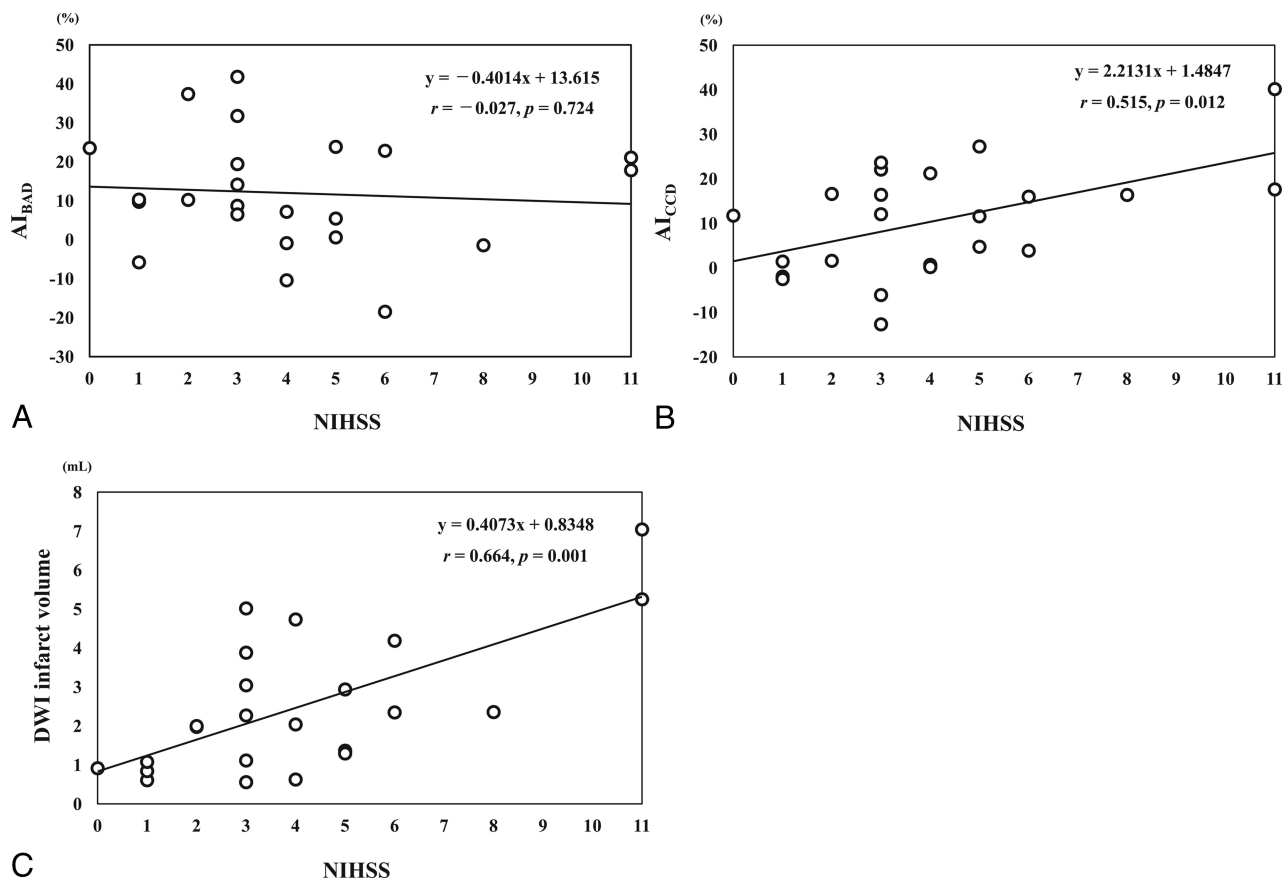 (%)
50
40
30
20
10
0
-10
-20
-30
AI_BAD
y = −0.4014x + 13.615
r = −0.027, p = 0.724
0 1 2 3 4 5 6 7 8 9 10 11
NIHSS
A
(%)
50
40
30
20
10
0
-10
-20
AI_CCD
y = 2.2131x + 1.4847
r = 0.515, p = 0.012
0 1 2 3 4 5 6 7 8 9 10 11
NIHSS
B
(mL)
8
7
6
5
4
3
2
1
0
DWI infarct volume
y = 0.4073x + 0.8348
r = 0.664, p = 0.001
0 1 2 3 4 5 6 7 8 9 10 11
NIHSS
C